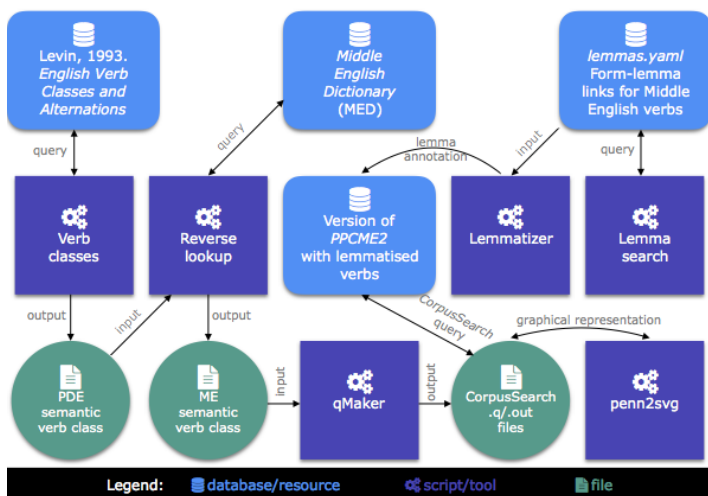 Levin, 1993.
English Verb
Classes and
Alternations
Middle
English
Dictionary
(MED)
lemmas.yaml
Form-lemma
links for Middle
English verbs
query
query
lemma
annotation
input
query
Verb
classes
Reverse
lookup
Version of
PPCME2
with lemmatised
verbs
Lemmatizer
Lemma
search
output
input
output
CorpusSearch
query
graphical representation
PDE
semantic
verb class
ME
semantic
verb class
input
qMaker
output
CorpusSearch
.q/.out
files
penn2svg
Legend:
database/resource
script/tool
file